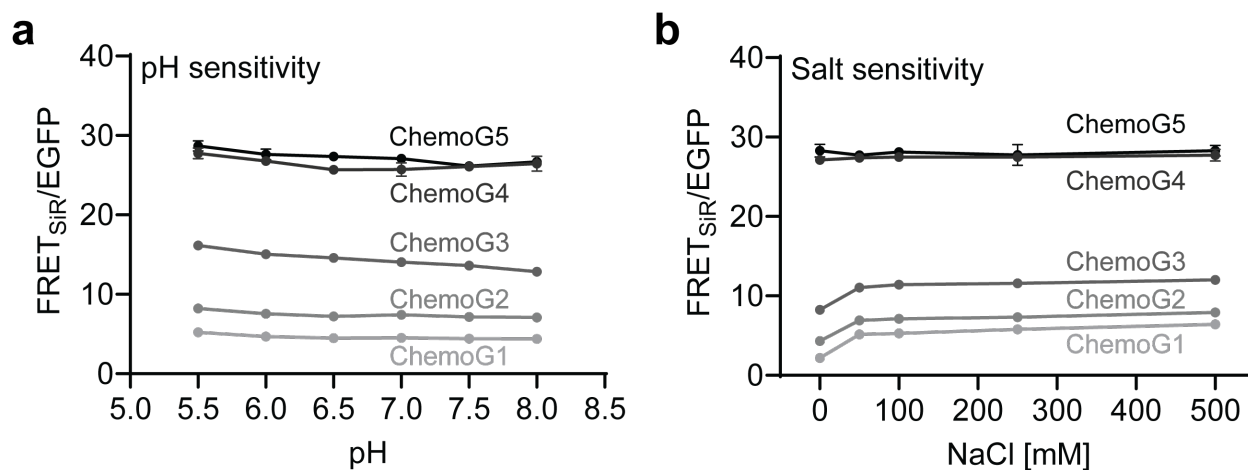 a
pH sensitivity
FRETSiR/EGFP
40
30
20
10
0
ChemoG5
ChemoG4
ChemoG3
ChemoG2
ChemoG1
5.0 5.5 6.0 6.5 7.0 7.5 8.0 8.5
pH
b
Salt sensitivity
FRETSiR/EGFP
40
30
20
10
0
ChemoG5
ChemoG4
ChemoG3
ChemoG2
ChemoG1
0 100 200 300 400 500
NaCl [mM]